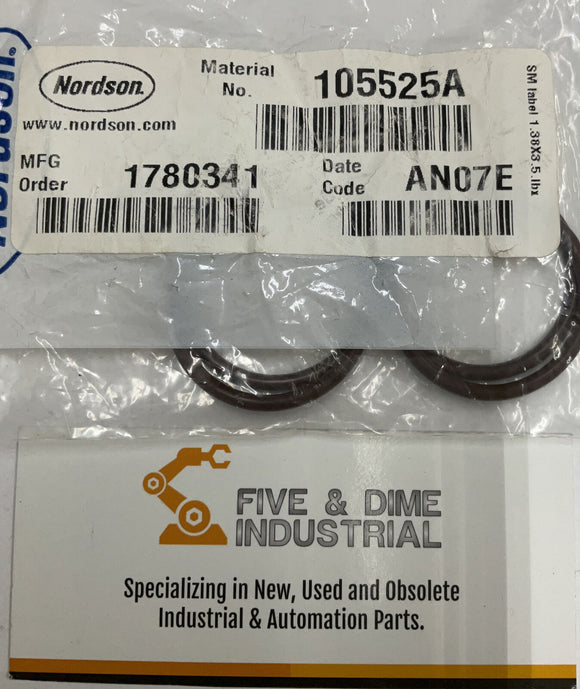 Nordson®
Nordson
www.nordson.com
Material
No.
105525A
MFG
Order
1780341
Date
Code
AN07E
SM label 1.38X3.5.lbx
FIVE & DIME
INDUSTRIAL
Specializing in New, Used and Obsolete
Industrial & Automation Parts.